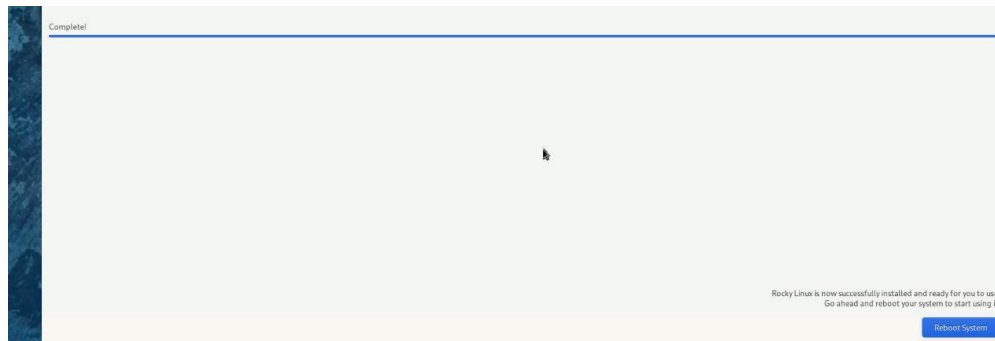 Complete!
Rocky Linux is now successfully installed and ready for you to us
Go ahead and reboot your system to start using i
Reboot System